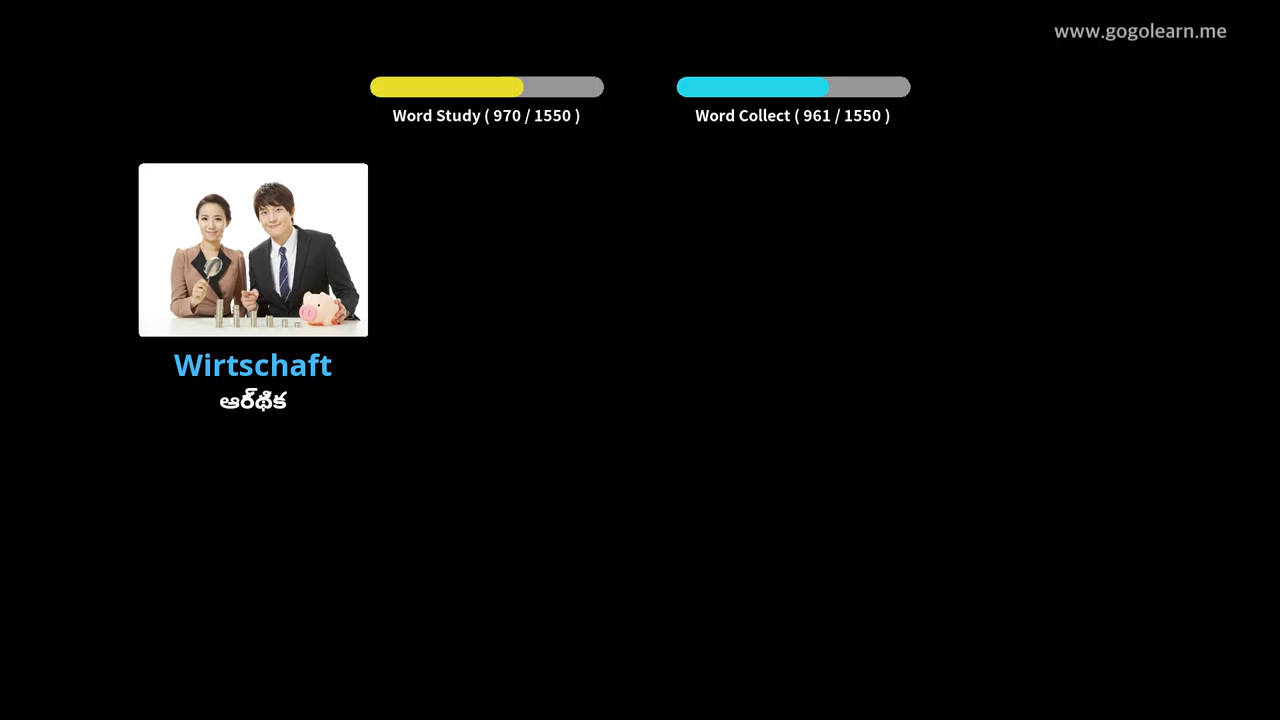 www.gogolearn.me
Word Study ( 970 / 1550 )
Word Collect ( 961 / 1550 )
Wirtschaft
ఆర్థిక